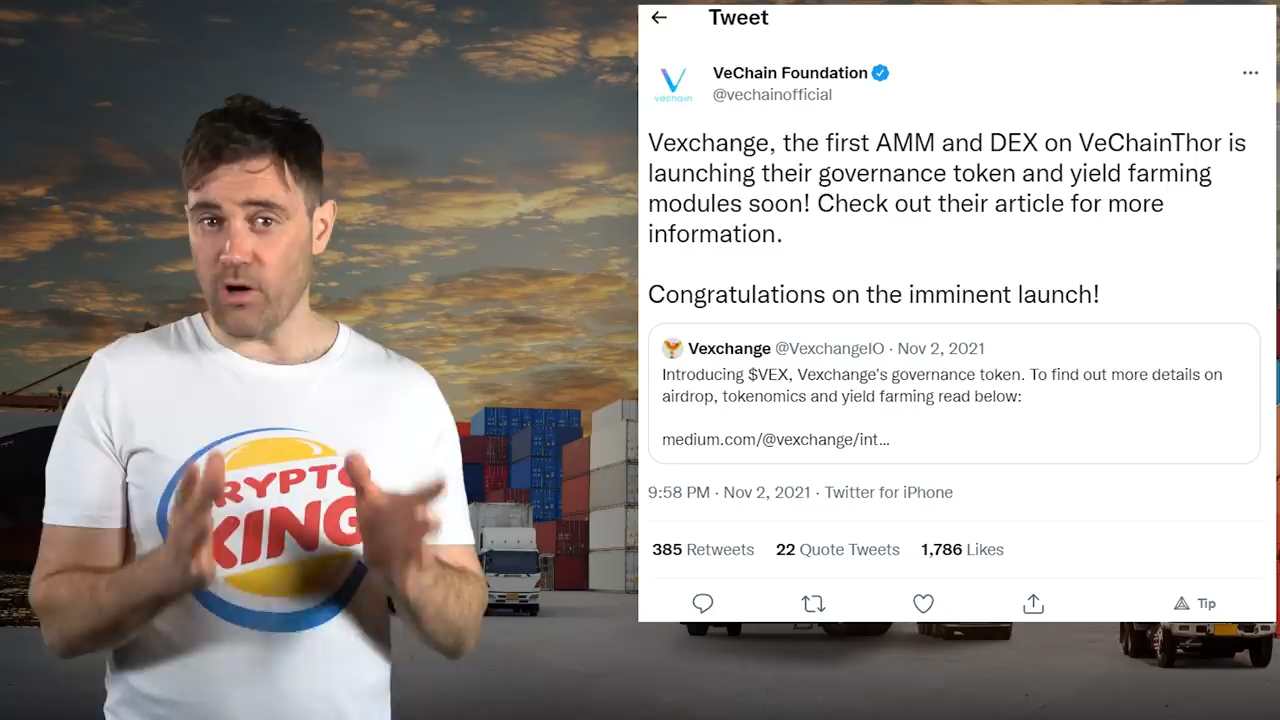 Tweet
VeChain Foundation
@vechainofficial
vechain
Vexchange, the first AMM and DEX on VeChainThor is
launching their governance token and yield farming
modules soon! Check out their article for more
information.
Congratulations on the imminent launch!
Vexchange @VexchangeIO · Nov 2, 2021
Introducing $VEX, Vexchange's governance token. To find out more details on
airdrop, tokenomics and yield farming read below:
medium.com/@vexchange/int...
9:58 PM · Nov 2, 2021 · Twitter for iPhone
385 Retweets 22 Quote Tweets 1,786 Likes
Tip
KING